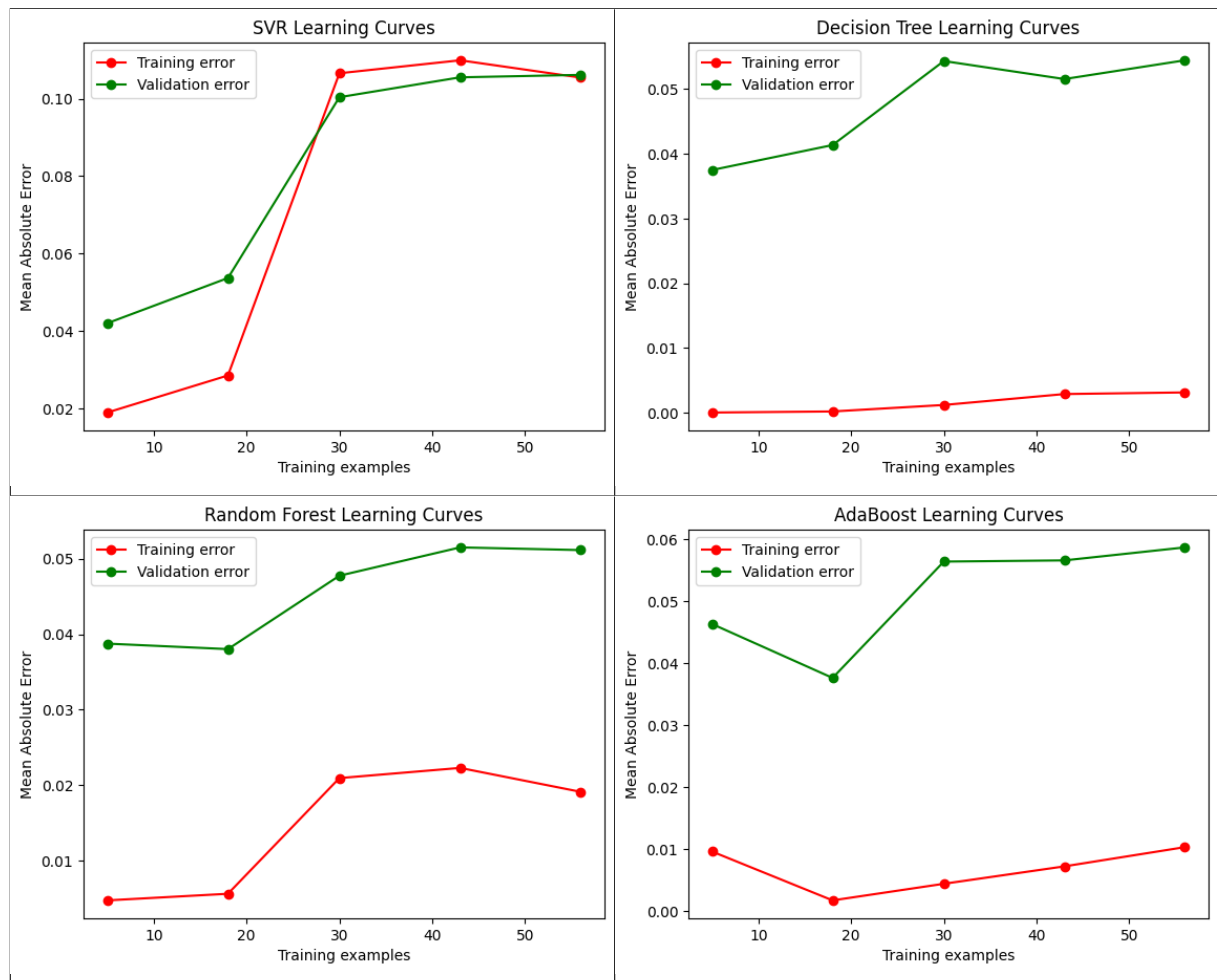 SVR Learning Curves
Training error
Validation error
0.10
0.08
0.06
0.04
0.02
Mean Absolute Error
10 20 30 40 50
Training examples
Decision Tree Learning Curves
Training error
Validation error
0.05
0.04
0.03
0.02
0.01
0.00
Mean Absolute Error
10 20 30 40 50
Training examples
Random Forest Learning Curves
Training error
Validation error
0.05
0.04
0.03
0.02
0.01
Mean Absolute Error
10 20 30 40 50
Training examples
AdaBoost Learning Curves
Training error
Validation error
0.06
0.05
0.04
0.03
0.02
0.01
0.00
Mean Absolute Error
10 20 30 40 50
Training examples